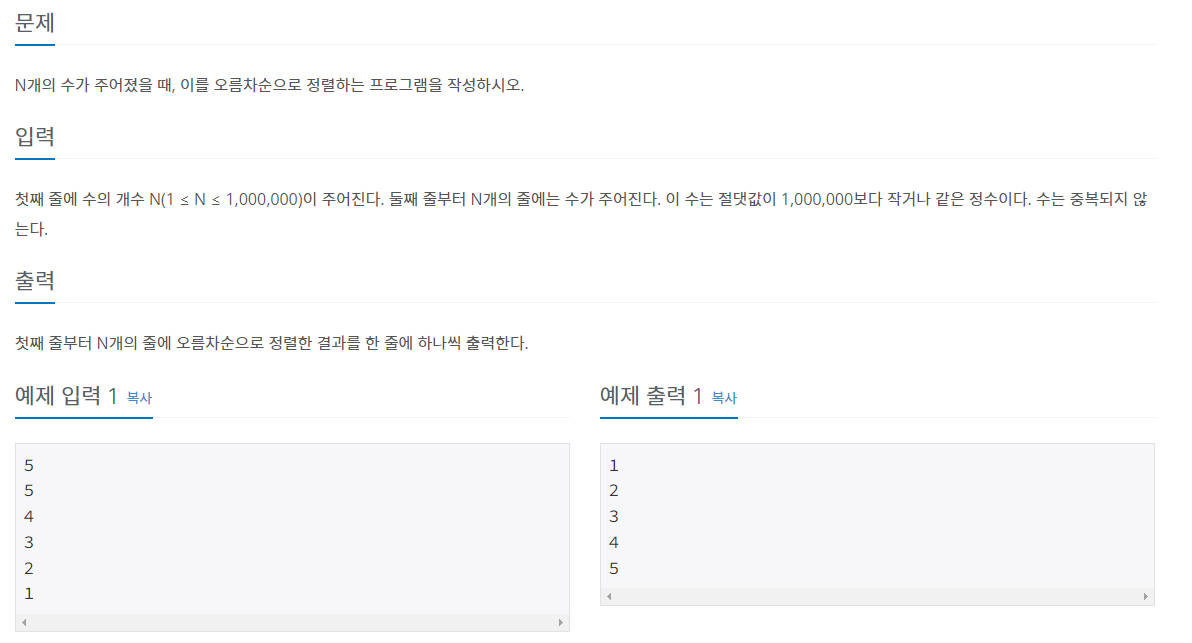 문제
N개의 수가 주어졌을 때, 이를 오름차순으로 정렬하는 프로그램을 작성하시오.
입력
첫째 줄에 수의 개수 N(1 ≤ N ≤ 1,000,000)이 주어진다. 둘째 줄부터 N개의 줄에는 수가 주어진다. 이 수는 절댓값이 1,000,000보다 작거나 같은 정수이다. 수는 중복되지 않
는다.
출력
첫째 줄부터 N개의 줄에 오름차순으로 정렬한 결과를 한 줄에 하나씩 출력한다.
예제 입력 1 복사
5
5
4
3
2
1
예제 출력 1 복사
1
2
3
4
5